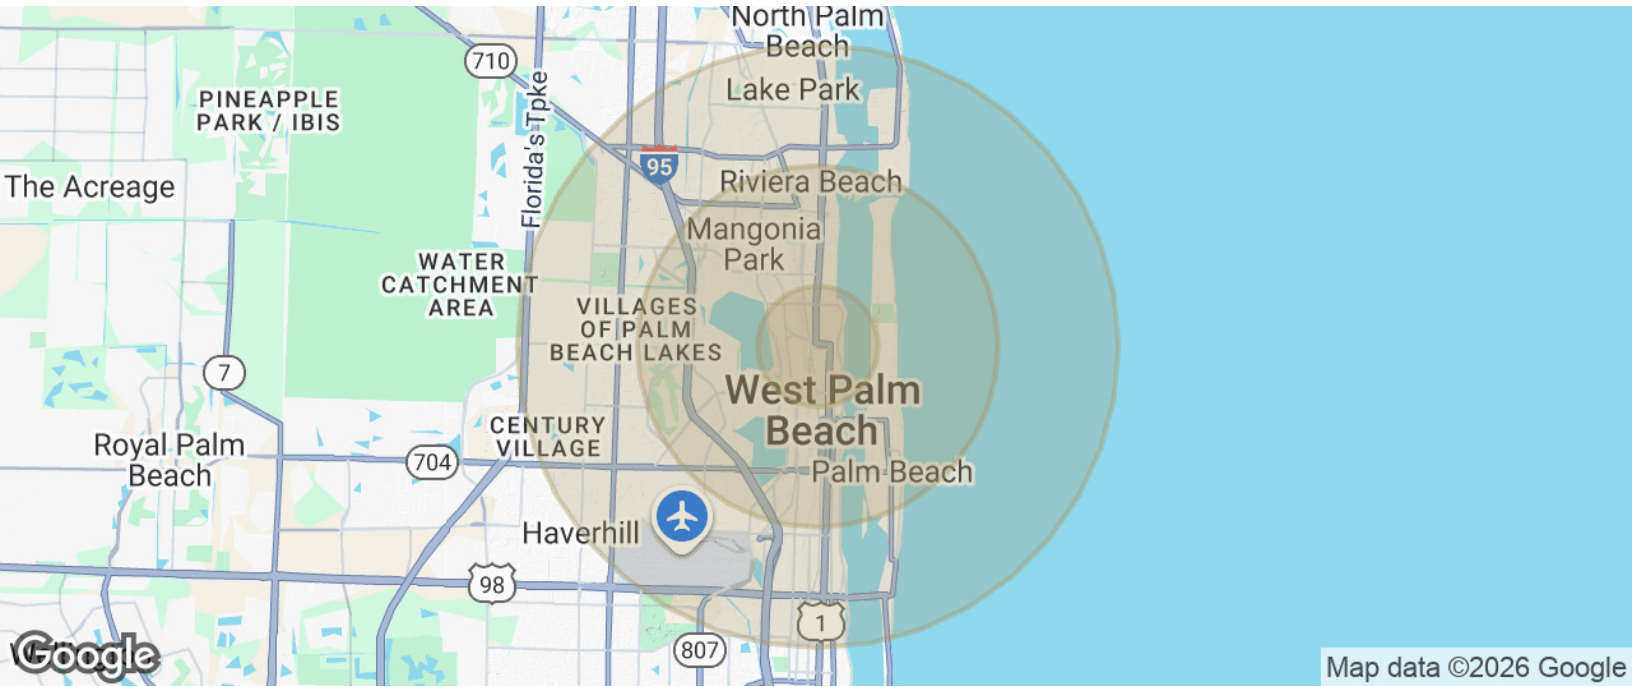 North Palm
Beach
710
Lake Park
Florida's Tpke
PINEAPPLE
PARK / IBIS
95
The Acreage
Riviera Beach
Mangonia
Park
WATER
CATCHMENT
AREA
VILLAGES
OF PALM
BEACH LAKES
7
West Palm
Beach
CENTURY
VILLAGE
Royal Palm
Beach
704
Palm Beach
Haverhill
98
1
807
Google
Map data ©2026 Google